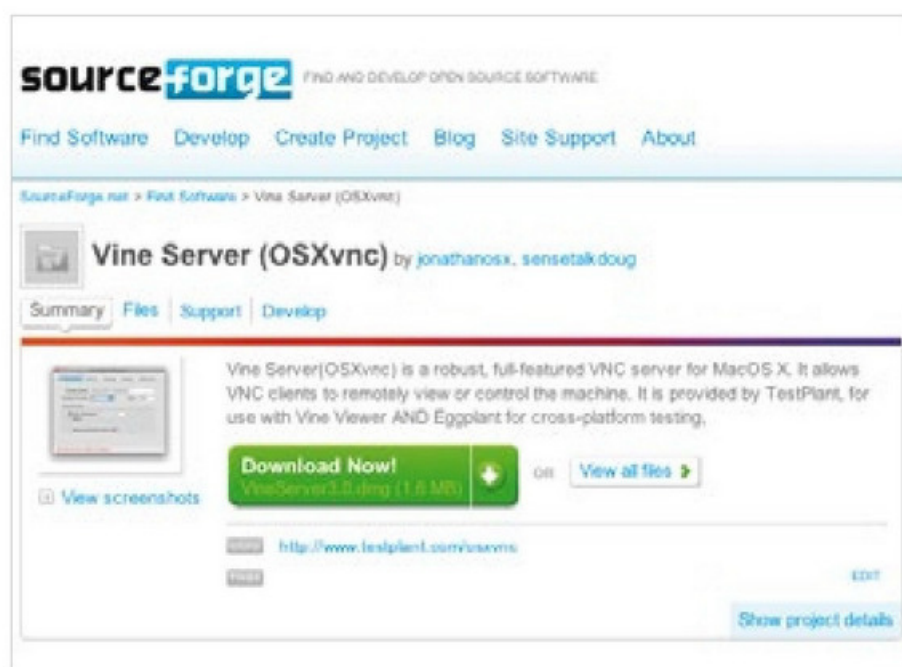 sourceforge FIND AND DEVELOP OPEN SOURCE SOFTWARE
Find Software Develop Create Project Blog Site Support About
SourceForge.net > Find Software > Vine Server (OSXvnc)
Vine Server (OSXvnc) by jonathanosx, sensetalkdoug
Summary Files Support Develop
Vine Server(OSXvnc) is a robust, full-featured VNC server for MacOS X. It allows
VNC clients to remotely view or control the machine. It is provided by TestPlant, for
use with Vine Viewer AND Eggplant for cross-platform testing.
Download Now!
VineServer3.0.dmg (1.6 MB)
OR View all files
View screenshots
http://www.testplant.com/osxvnc
EDIT
Show project details